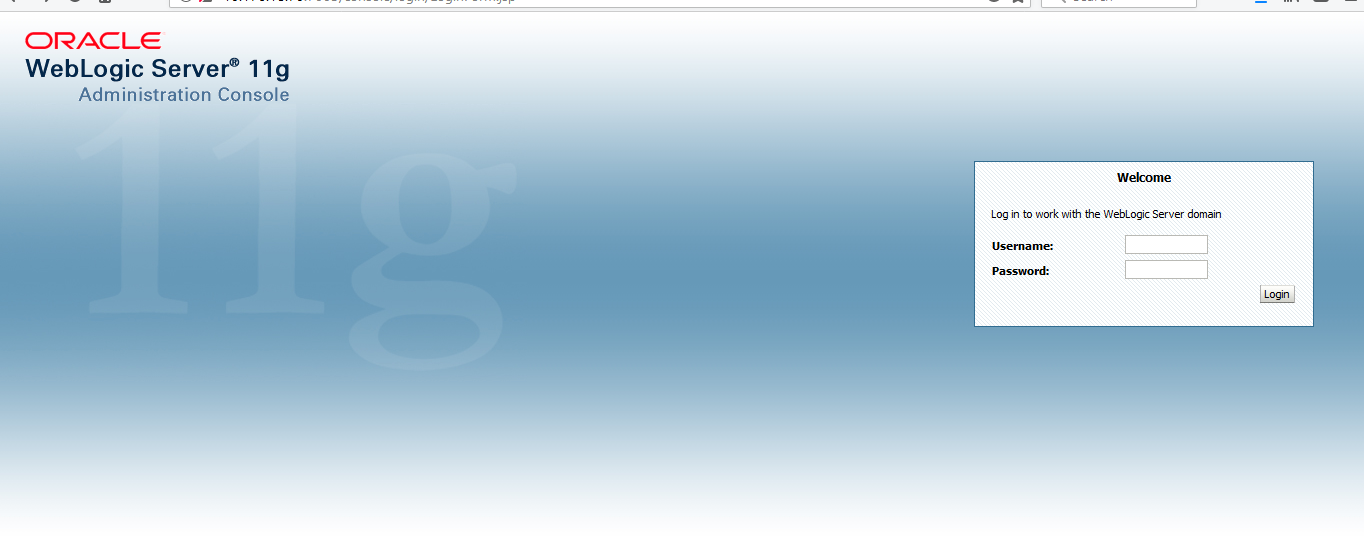 ORACLE
WebLogic Server® 11g
Administration Console
11g
Welcome
Log in to work with the WebLogic Server domain
Username:
Password:
Login